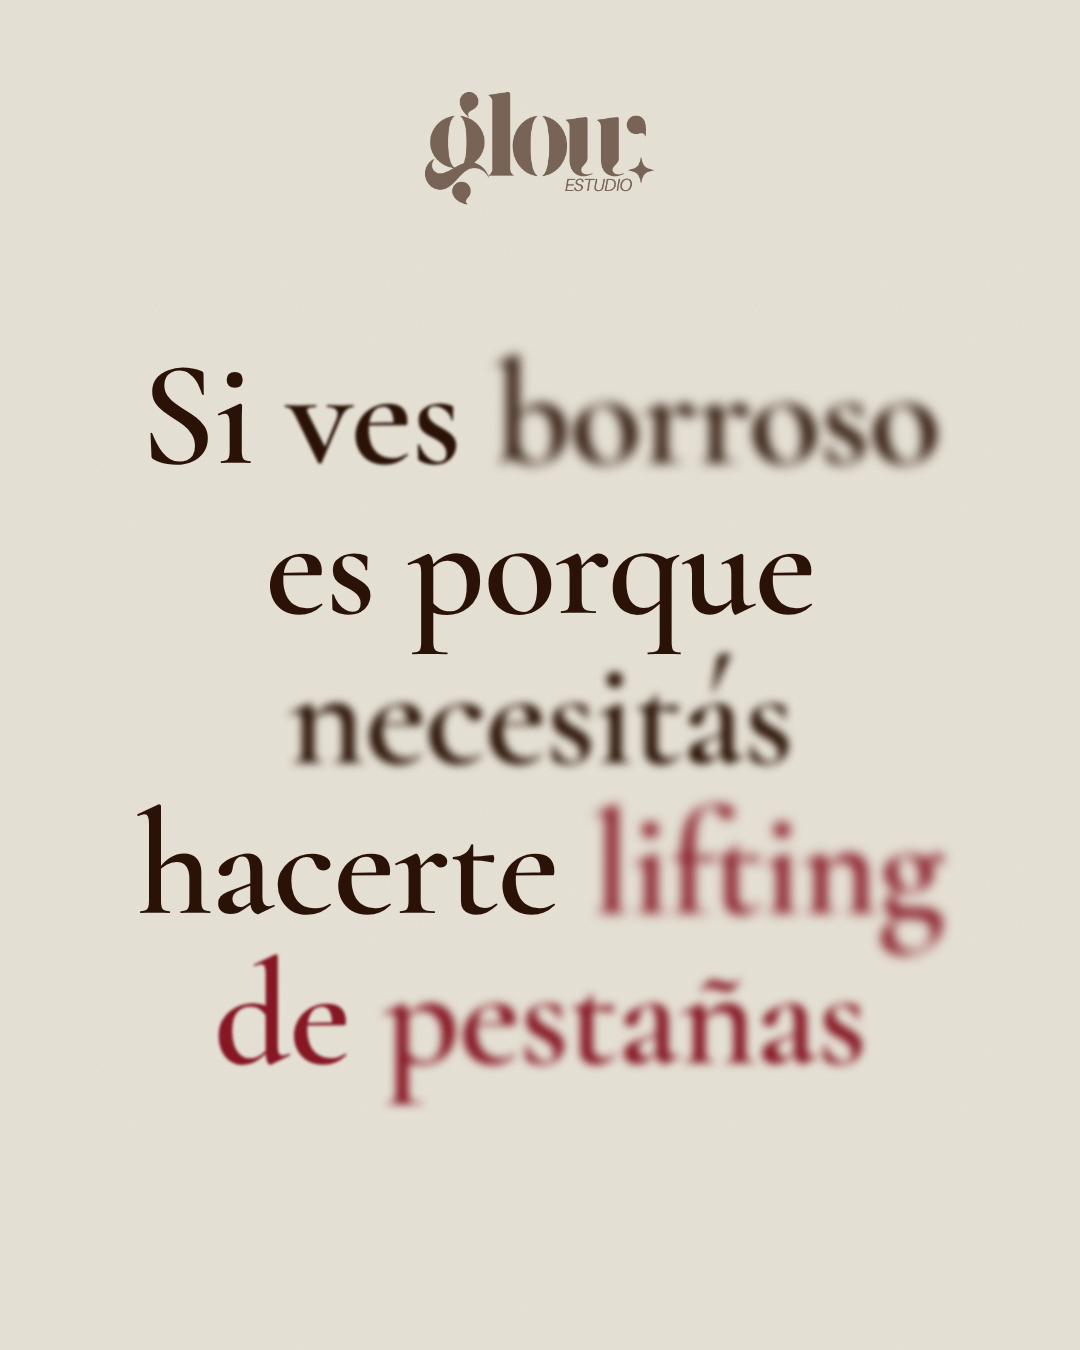 glow
ESTUDIO
Si ves borroso
es porque
necesitás
hacerte lifting
de pestañas